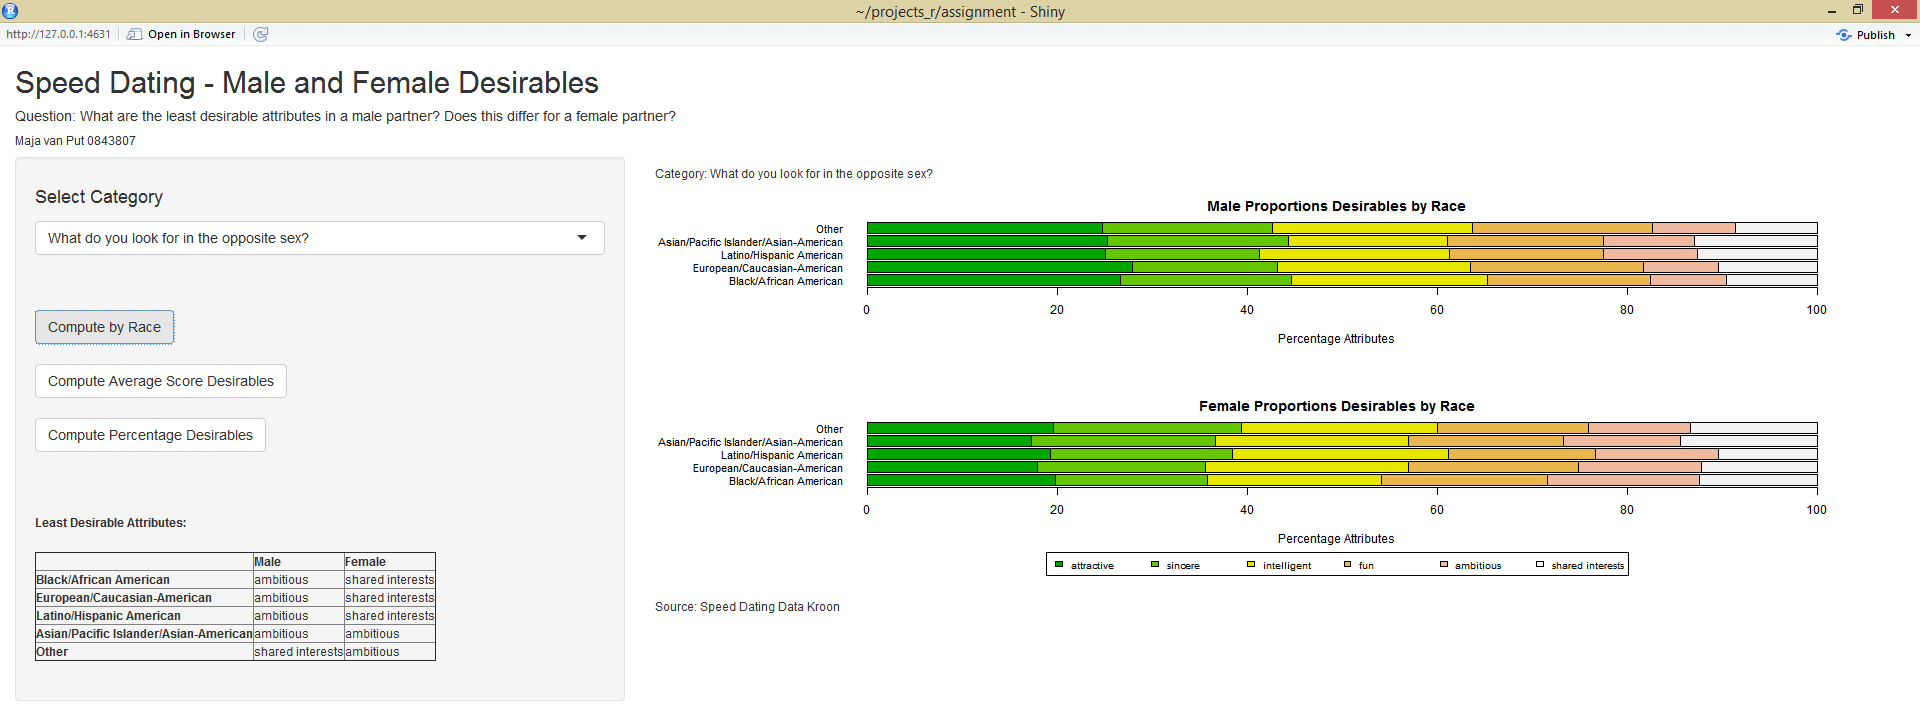 ~/projects_r/assignment - Shiny
http://127.0.0.1:4631 Open in Browser Publish
Speed Dating - Male and Female Desirables
Question: What are the least desirable attributes in a male partner? Does this differ for a female partner?
Maja van Put 0843807
Select Category
What do you look for in the opposite sex?
Compute by Race
Compute Average Score Desirables
Compute Percentage Desirables
Least Desirable Attributes:
Male Female
Black/African American ambitious shared interests
European/Caucasian-American ambitious shared interests
Latino/Hispanic American ambitious shared interests
Asian/Pacific Islander/Asian-American ambitious ambitious
Other shared interests ambitious
Category: What do you look for in the opposite sex?
Male Proportions Desirables by Race
Other
Asian/Pacific Islander/Asian-American
Latino/Hispanic American
European/Caucasian-American
Black/African American
0 20 40 60 80 100
Percentage Attributes
Female Proportions Desirables by Race
Other
Asian/Pacific Islander/Asian-American
Latino/Hispanic American
European/Caucasian-American
Black/African American
0 20 40 60 80 100
Percentage Attributes
attractive sincere intelligent fun ambitious shared interests
Source: Speed Dating Data Kroon